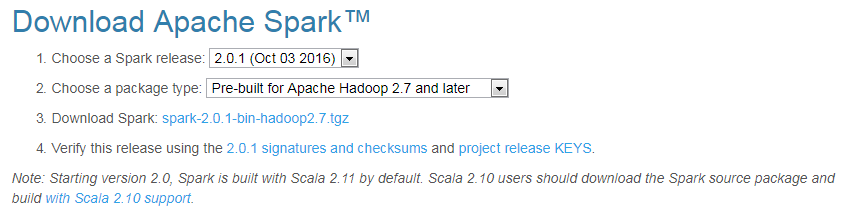 Download Apache Spark™
1. Choose a Spark release: 2.0.1 (Oct 03 2016)
2. Choose a package type: Pre-built for Apache Hadoop 2.7 and later
3. Download Spark: spark-2.0.1-bin-hadoop2.7.tgz
4. Verify this release using the 2.0.1 signatures and checksums and project release KEYS.
Note: Starting version 2.0, Spark is built with Scala 2.11 by default. Scala 2.10 users should download the Spark source package and
build with Scala 2.10 support.